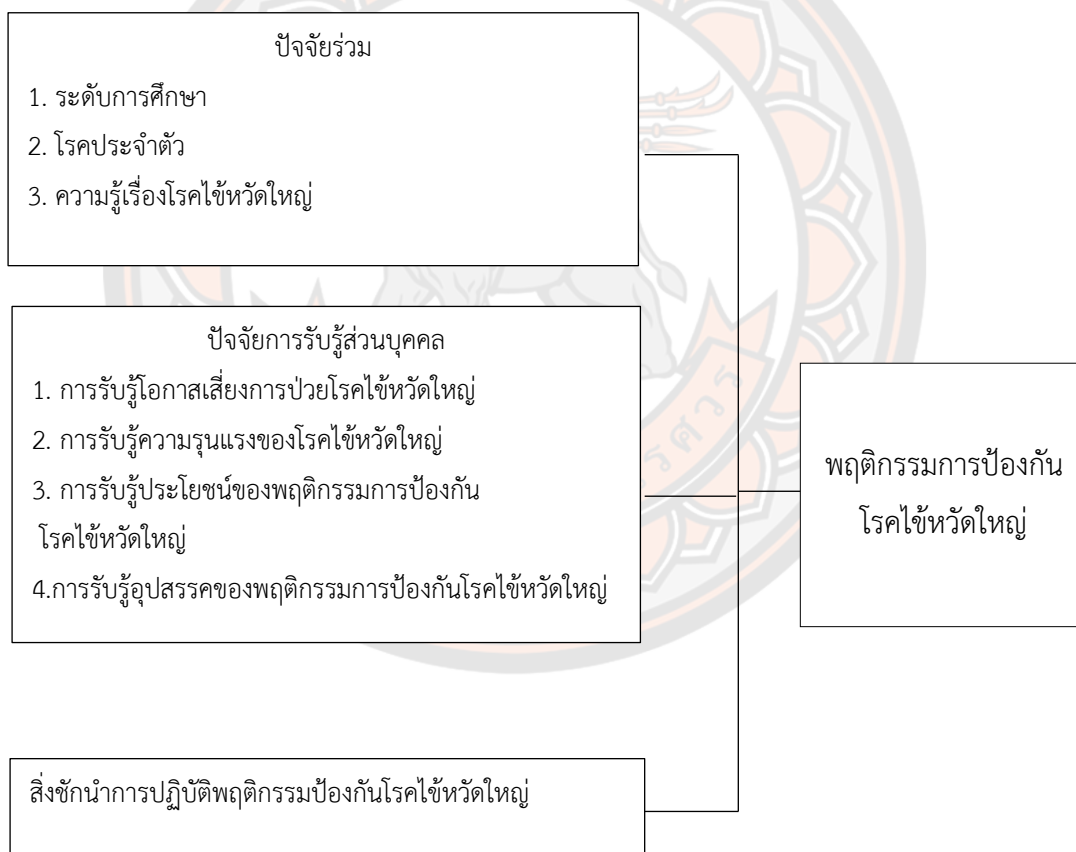 ปัจจัยร่วม
1. ระดับการศึกษา
2. โรคประจำตัว
3. ความรู้เรื่องโรคไข้หวัดใหญ่
ปัจจัยการรับรู้ส่วนบุคคล
1. การรับรู้โอกาสเสี่ยงการป่วยโรคไข้หวัดใหญ่
2. การรับรู้ความรุนแรงของโรคไข้หวัดใหญ่
3. การรับรู้ประโยชน์ของพฤติกรรมการป้องกัน
โรคไข้หวัดใหญ่
4.การรับรู้อุปสรรคของพฤติกรรมการป้องกันโรคไข้หวัดใหญ่
สิ่งชักนำการปฏิบัติพฤติกรรมป้องกันโรคไข้หวัดใหญ่
พฤติกรรมการป้องกัน
โรคไข้หวัดใหญ่